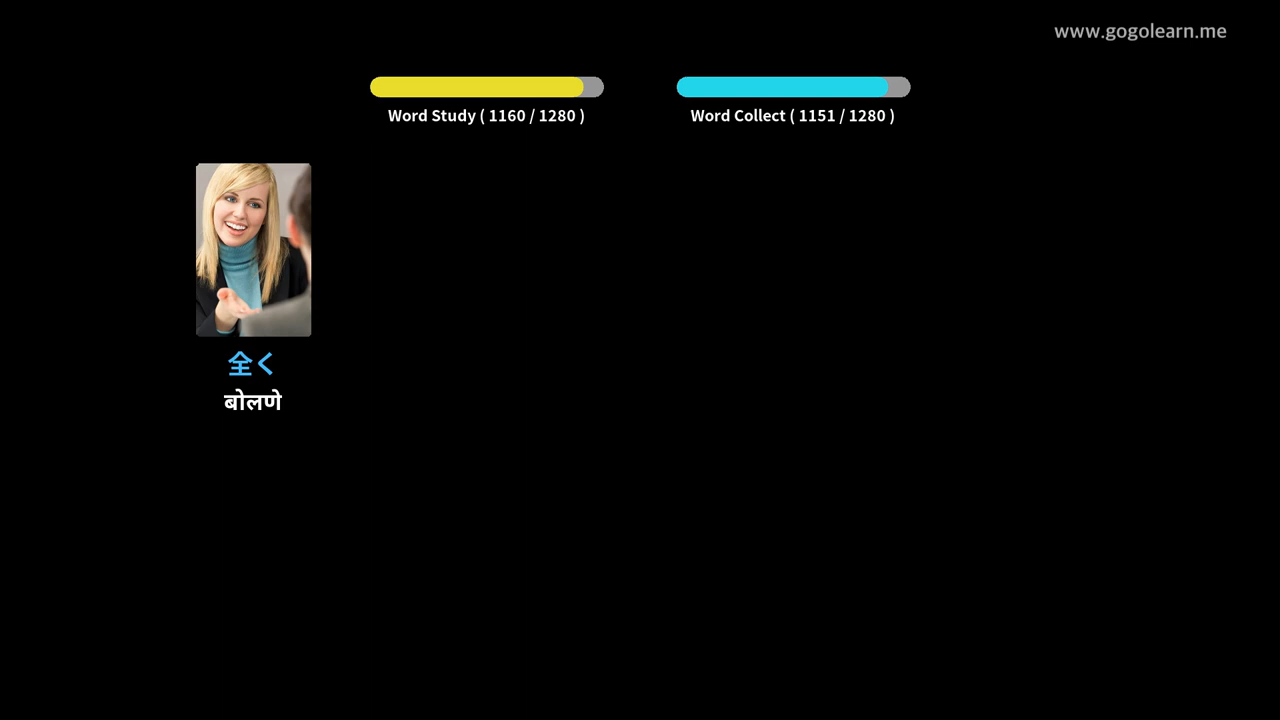 www.gogolearn.me
Word Study ( 1160 / 1280 )
Word Collect ( 1151 / 1280 )
全く
बोलणे